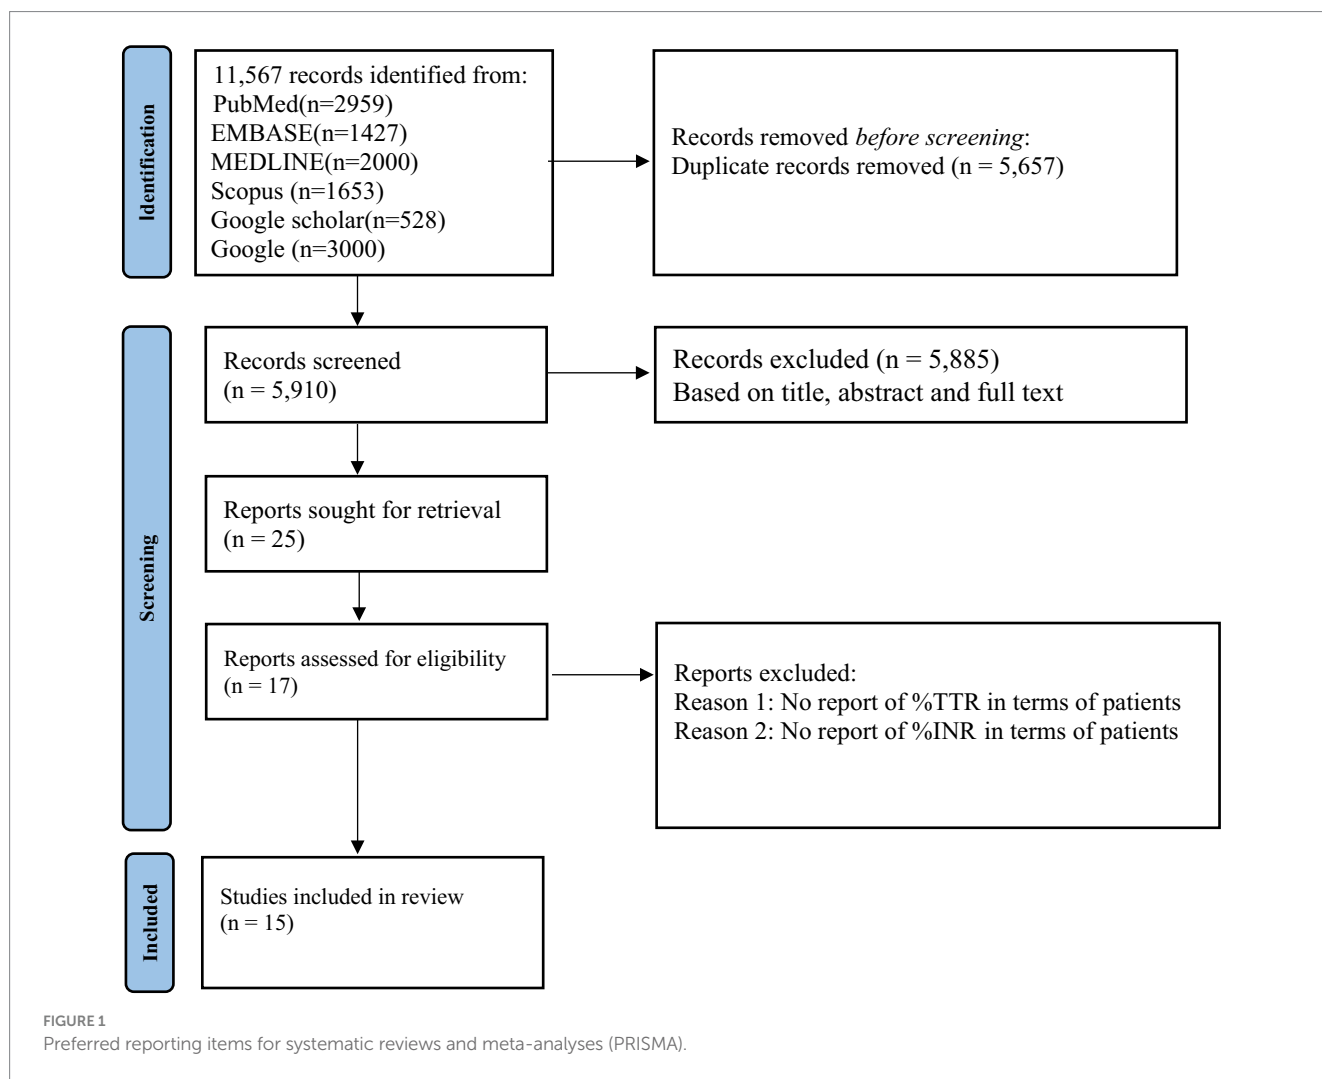 Identification
11,567 records identified from:
PubMed(n=2959)
EMBASE(n=1427)
MEDLINE(n=2000)
Scopus (n=1653)
Google scholar(n=528)
Google (n=3000)
Records removed before screening:
Duplicate records removed (n = 5,657)
Screening
Records screened
(n = 5,910)
Records excluded (n = 5,885)
Based on title, abstract and full text
Reports sought for retrieval
(n = 25)
Reports assessed for eligibility
(n = 17)
Reports excluded:
Reason 1: No report of %TTR in terms of patients
Reason 2: No report of %INR in terms of patients
Included
Studies included in review
(n = 15)
FIGURE 1
Preferred reporting items for systematic reviews and meta-analyses (PRISMA).